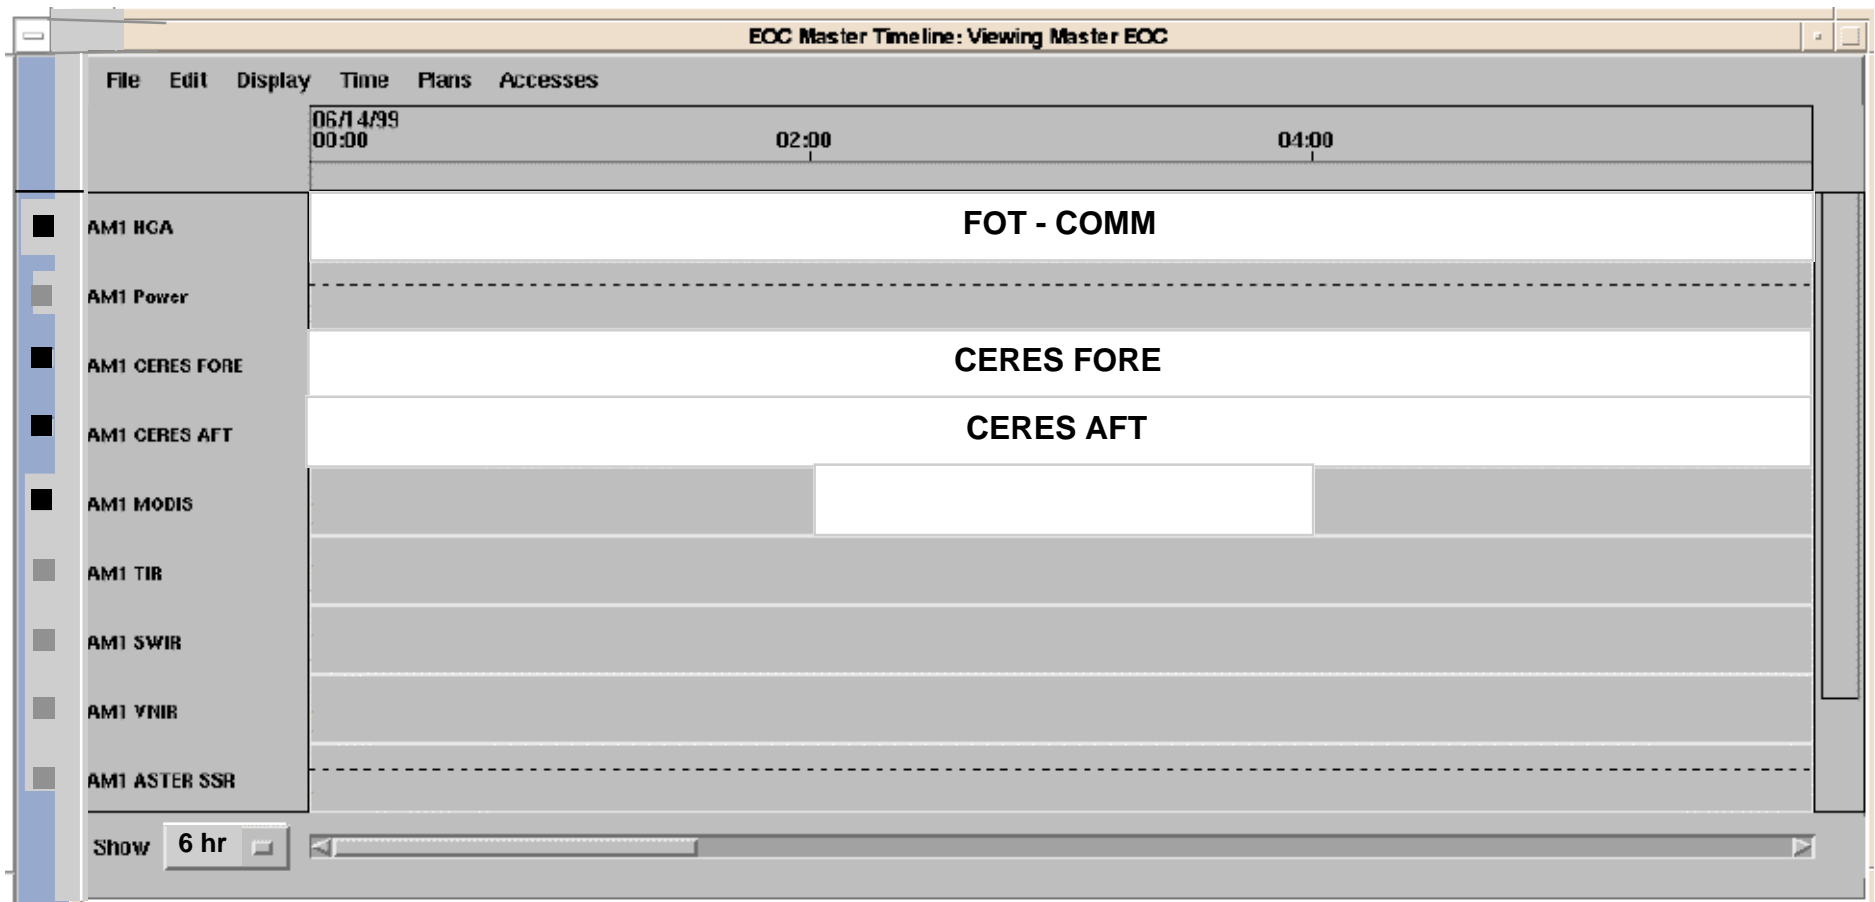 EOC Master Timeline: Viewing Master EOC
File Edit Display Time Plans Accesses
06/14/99
00:00 02:00 04:00
AM1 HGA FOT - COMM
AM1 Power
AM1 CERES FORE CERES FORE
AM1 CERES AFT CERES AFT
AM1 MODIS
AM1 TIR
AM1 SWIR
AM1 VNIR
AM1 ASTER SSR
Show 6 hr